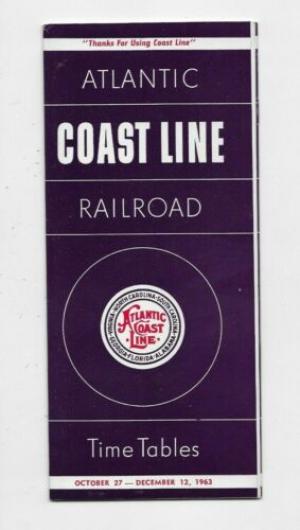 "Thanks For Using Coast Line"
ATLANTIC
COAST LINE
RAILROAD
VIRGINIA·NORTH CAROLINA·SOUTH CAROLINA
ATLANTIC
COAST
LINE
GEORGIA·FLORIDA·ALABAMA
Time Tables
OCTOBER 27 — DECEMBER 12, 1963